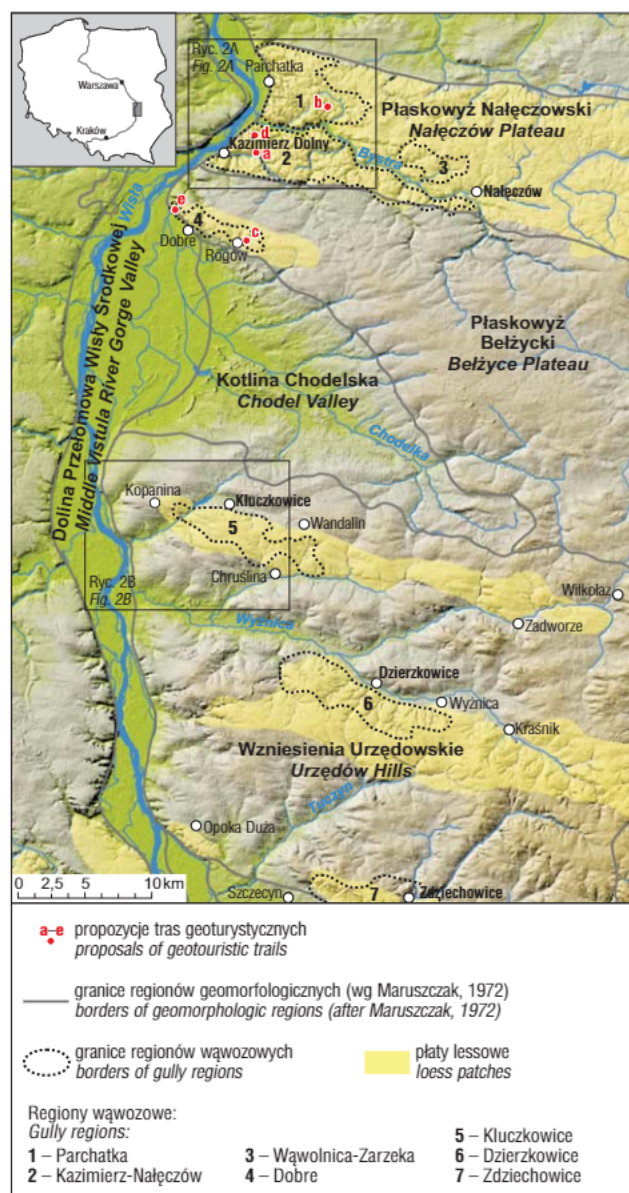 Warszawa
Kraków
Ryc. 2A
Fig. 2A
Parchatka
1
b
Płaskowyż Nałęczowski
Nałęczów Plateau
d
Kazimierz Dolny
a
2
Bystra
3
Nałęczów
Wisła
e
4
Dobre
c
Rogów
Dolina Przełomowa Wisły Środkowej
Middle Vistula River Gorge Valley
Płaskowyż
Bełżycki
Bełżyce Plateau
Kotlina Chodelska
Chodel Valley
Chodelka
Kopanina
Kluczkowice
5
Wandalin
Chruślina
Ryc. 2B
Fig. 2B
Wilkołaz
Wyżnica
Zadworze
Dzierzkowice
6
Wyżnica
Kraśnik
Wzniesienia Urzędowskie
Urzędów Hills
Tuczyn
Opoka Duża
0 2,5 5 10 km
Szczecyn
7
Zdziechowice
a–e propozycje tras geoturystycznych
proposals of geotouristic trails
granice regionów geomorfologicznych (wg Maruszczak, 1972)
borders of geomorphologic regions (after Maruszczak, 1972)
granice regionów wąwozowych
borders of gully regions
płaty lessowe
loess patches
Regiony wąwozowe:
Gully regions:
1 – Parchatka
2 – Kazimierz-Nałęczów
3 – Wąwolnica-Zarzeka
4 – Dobre
5 – Kluczkowice
6 – Dzierzkowice
7 – Zdziechowice